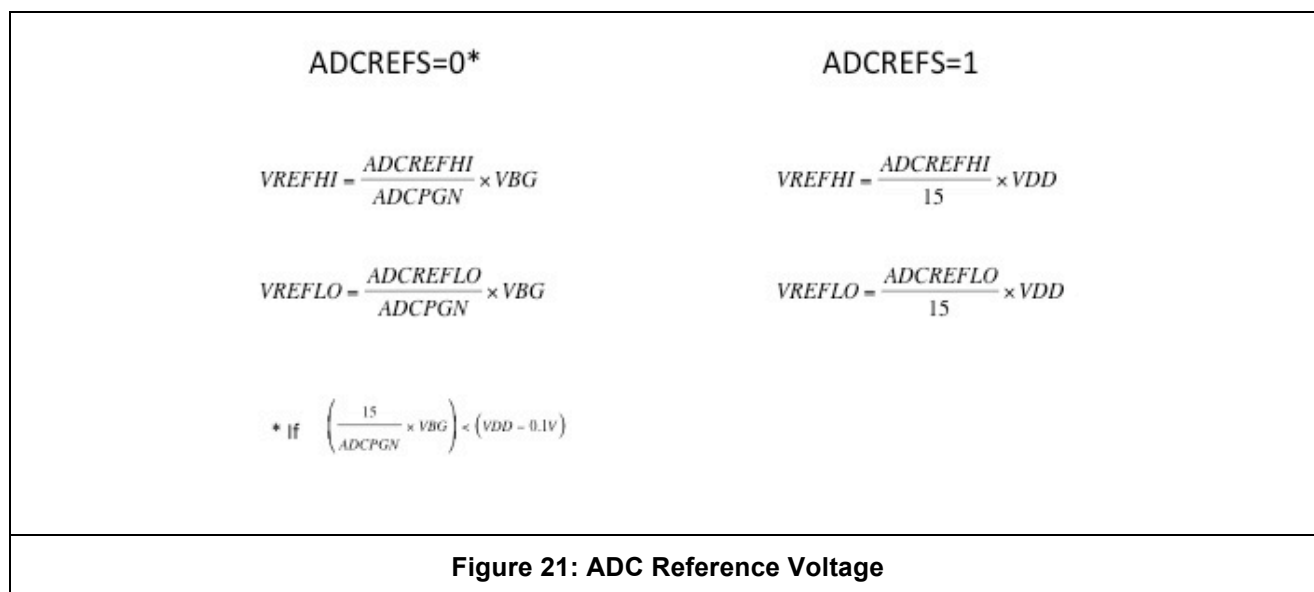 ADCREFS=0*
ADCREFS=1
VREFHI = ADCREFHI / ADCPGN × VBG
VREFHI = ADCREFHI / 15 × VDD
VREFLO = ADCREFLO / ADCPGN × VBG
VREFLO = ADCREFLO / 15 × VDD
* If (15 / ADCPGN × VBG) < (VDD – 0.1V)
Figure 21: ADC Reference Voltage